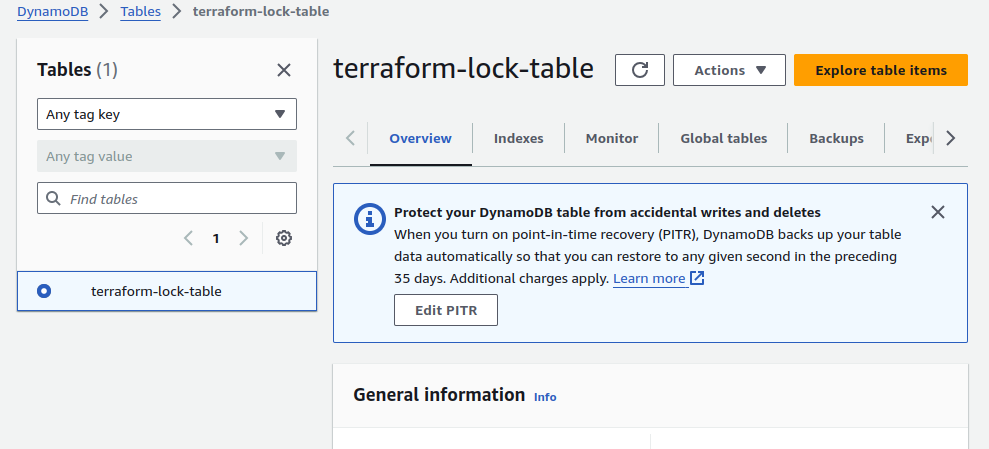 DynamoDB > Tables > terraform-lock-table
Tables (1)
Any tag key
Any tag value
Find tables
1
terraform-lock-table
terraform-lock-table
Actions
Explore table items
Overview
Indexes
Monitor
Global tables
Backups
Protect your DynamoDB table from accidental writes and deletes
When you turn on point-in-time recovery (PITR), DynamoDB backs up your table
data automatically so that you can restore to any given second in the preceding
35 days. Additional charges apply. Learn more
Edit PITR
General information Info